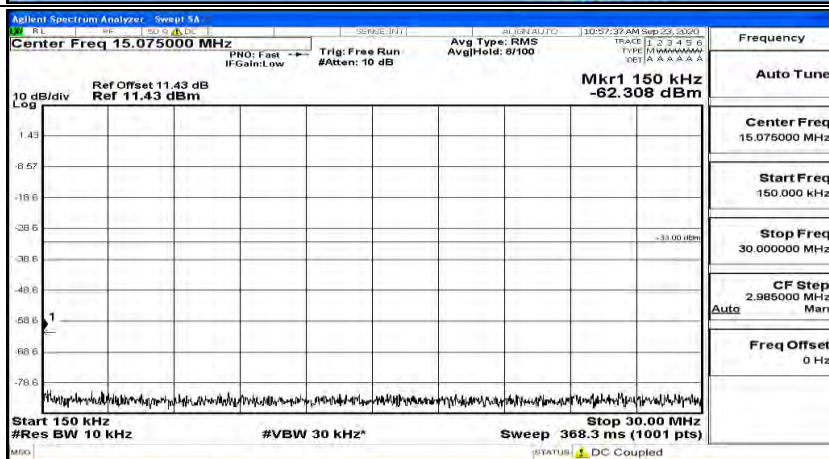 Agilent Spectrum Analyzer - Swept SA
RL RF 50 Ω DC SENSE:INT ALIGN AUTO 10:57:37 AM Sep 23, 2020
Center Freq 15.075000 MHz
PNO: Fast
IFGain:Low
Trig: Free Run
#Atten: 10 dB
Avg Type: RMS
Avg|Hold: 8/100
TRACE 1 2 3 4 5 6
TYPE MWWWWW
DET A A A A A A
Mkr1 150 kHz
-62.308 dBm
Ref Offset 11.43 dB
10 dB/div Ref 11.43 dBm
Log
1.43
-8.57
-18.6
-28.6
-33.00 dBm
-38.6
-48.6
-58.6
1
-68.6
-78.6
Start 150 kHz
Stop 30.00 MHz
#Res BW 10 kHz
#VBW 30 kHz*
Sweep 368.3 ms (1001 pts)
MSG
STATUS DC Coupled
Frequency
Auto Tune
Center Freq
15.075000 MHz
Start Freq
150.000 kHz
Stop Freq
30.000000 MHz
CF Step
2.985000 MHz
Auto Man
Freq Offset
0 Hz